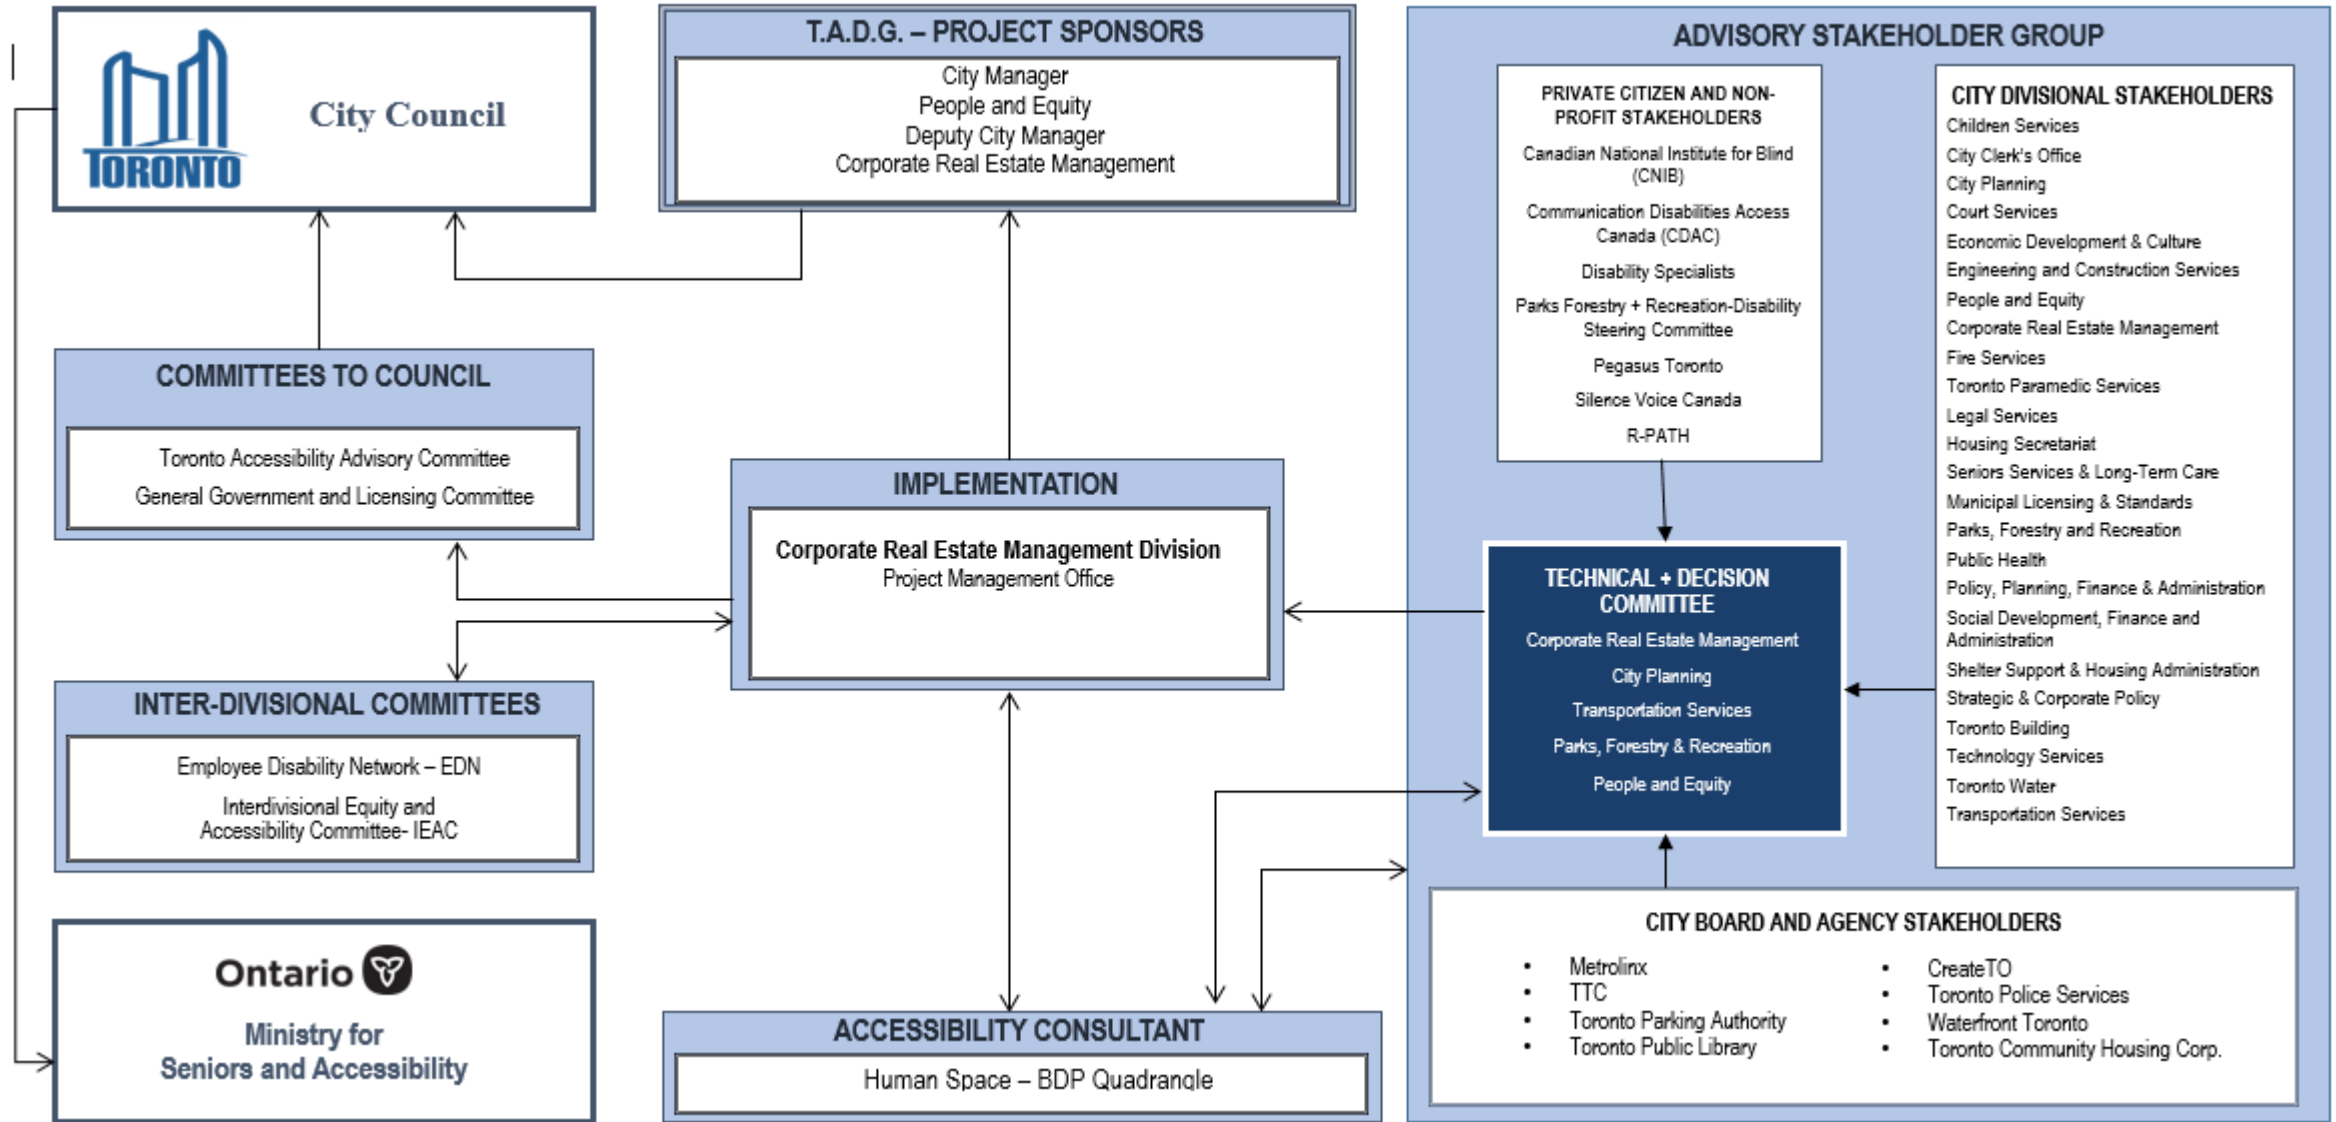 TORONTO
City Council
T.A.D.G. – PROJECT SPONSORS
City Manager
People and Equity
Deputy City Manager
Corporate Real Estate Management
COMMITTEES TO COUNCIL
Toronto Accessibility Advisory Committee
General Government and Licensing Committee
IMPLEMENTATION
Corporate Real Estate Management Division
Project Management Office
INTER-DIVISIONAL COMMITTEES
Employee Disability Network – EDN
Interdivisional Equity and
Accessibility Committee- IEAC
Ontario
Ministry for
Seniors and Accessibility
ACCESSIBILITY CONSULTANT
Human Space – BDP Quadrangle
ADVISORY STAKEHOLDER GROUP
PRIVATE CITIZEN AND NON-
PROFIT STAKEHOLDERS
Canadian National Institute for Blind
(CNIB)
Communication Disabilities Access
Canada (CDAC)
Disability Specialists
Parks Forestry + Recreation-Disability
Steering Committee
Pegasus Toronto
Silence Voice Canada
R-PATH
TECHNICAL + DECISION
COMMITTEE
Corporate Real Estate Management
City Planning
Transportation Services
Parks, Forestry & Recreation
People and Equity
CITY DIVISIONAL STAKEHOLDERS
Children Services
City Clerk's Office
City Planning
Court Services
Economic Development & Culture
Engineering and Construction Services
People and Equity
Corporate Real Estate Management
Fire Services
Toronto Paramedic Services
Legal Services
Housing Secretariat
Seniors Services & Long-Term Care
Municipal Licensing & Standards
Parks, Forestry and Recreation
Public Health
Policy, Planning, Finance & Administration
Social Development, Finance and
Administration
Shelter Support & Housing Administration
Strategic & Corporate Policy
Toronto Building
Technology Services
Toronto Water
Transportation Services
CITY BOARD AND AGENCY STAKEHOLDERS
• Metrolinx
• TTC
• Toronto Parking Authority
• Toronto Public Library
• CreateTO
• Toronto Police Services
• Waterfront Toronto
• Toronto Community Housing Corp.